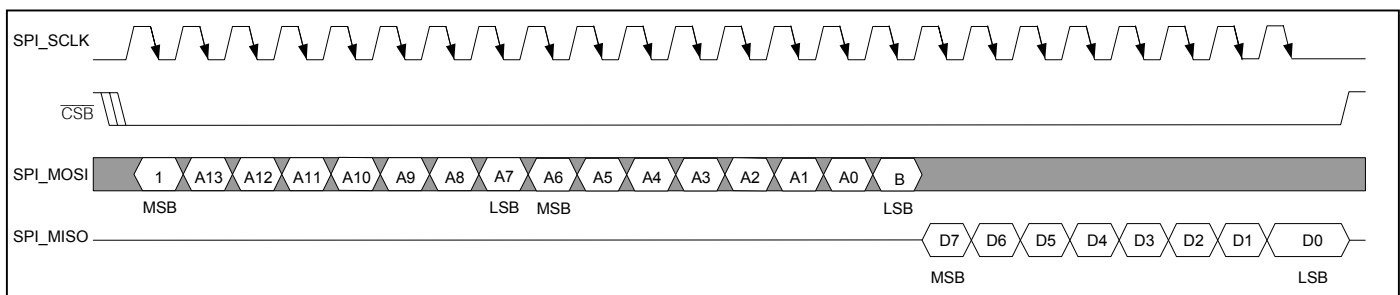 SPI_SCLK
CSB
SPI_MOSI 1 A13 A12 A11 A10 A9 A8 A7 A6 A5 A4 A3 A2 A1 A0 B
MSB LSB MSB LSB
SPI_MISO D7 D6 D5 D4 D3 D2 D1 D0
MSB LSB